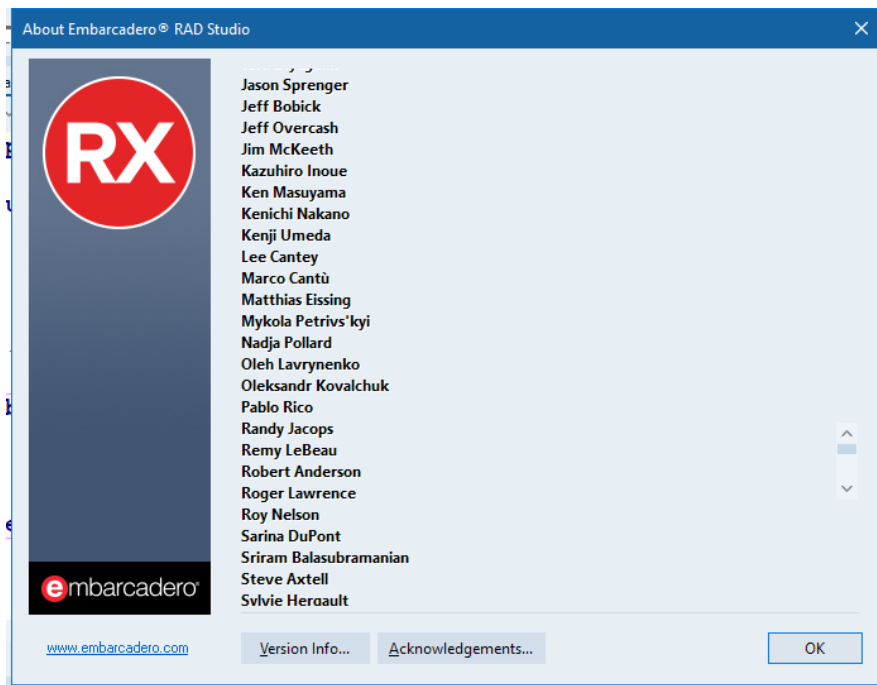 About Embarcadero® RAD Studio
RX
Jason Sprenger
Jeff Bobick
Jeff Overcash
Jim McKeeth
Kazuhiro Inoue
Ken Masuyama
Kenichi Nakano
Kenji Umeda
Lee Cantey
Marco Cantù
Matthias Eissing
Mykola Petrivs'kyi
Nadja Pollard
Oleh Lavrynenko
Oleksandr Kovalchuk
Pablo Rico
Randy Jacops
Remy LeBeau
Robert Anderson
Roger Lawrence
Roy Nelson
Sarina DuPont
Sriram Balasubramanian
Steve Axtell
Sylvie Hergault
embarcadero®
www.embarcadero.com
Version Info...
Acknowledgements...
OK